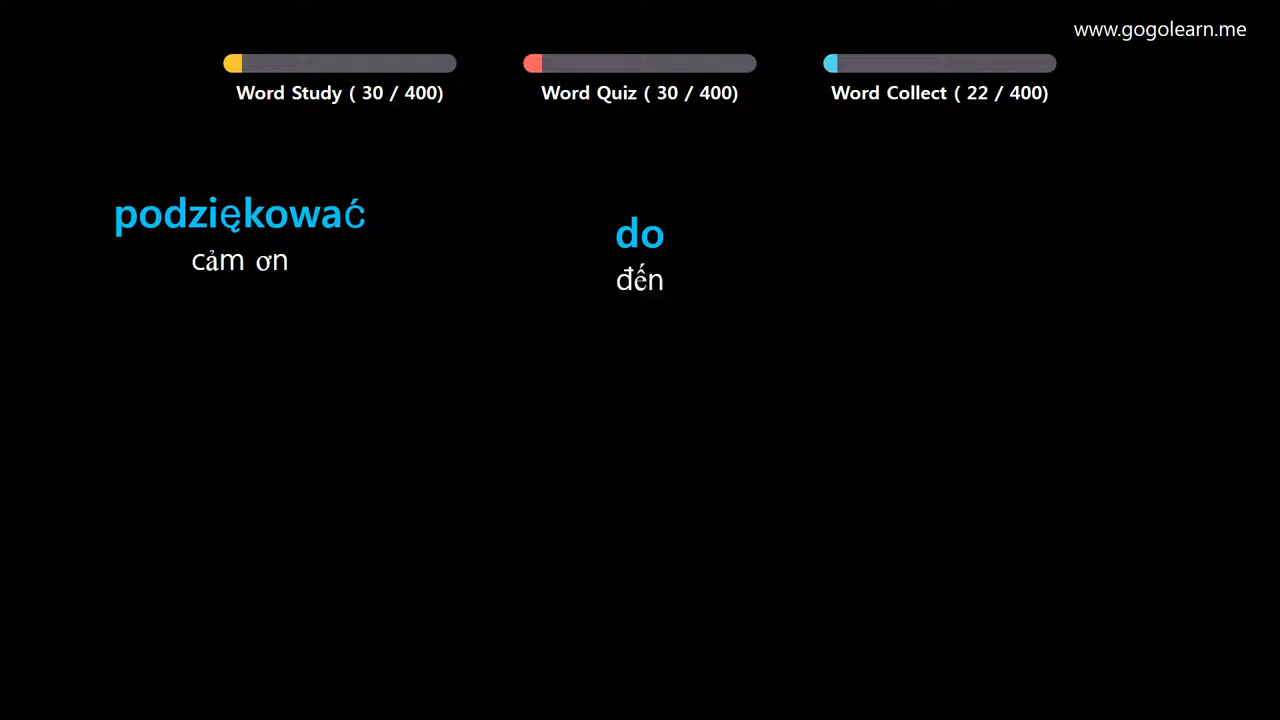 www.gogolearn.me
Word Study ( 30 / 400)
Word Quiz ( 30 / 400)
Word Collect ( 22 / 400)
podziękować
cảm ơn
do
đến